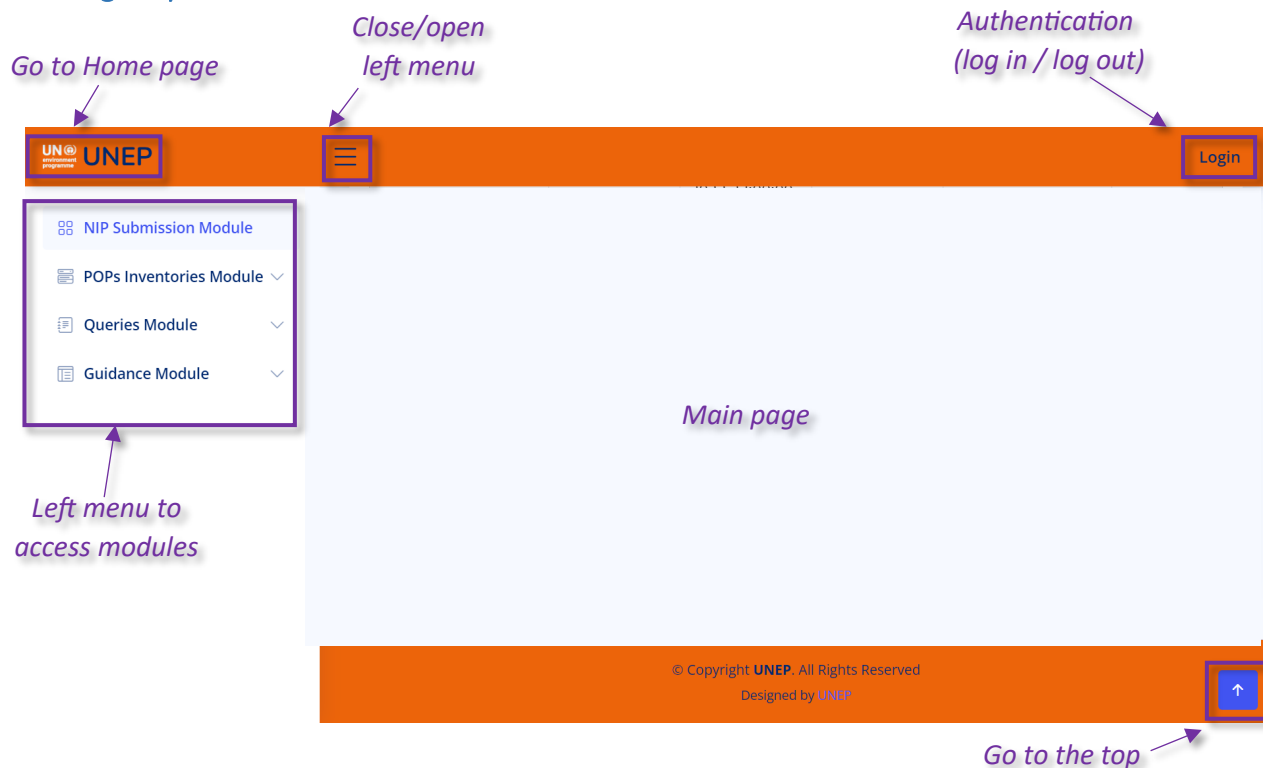 Close/open
left menu
Authentication
(log in / log out)
Go to Home page
UN
environment
programme
UNEP
Login
NIP Submission Module
POPs Inventories Module
Queries Module
Guidance Module
Main page
Left menu to
access modules
© Copyright UNEP. All Rights Reserved
Designed by UNEP
Go to the top